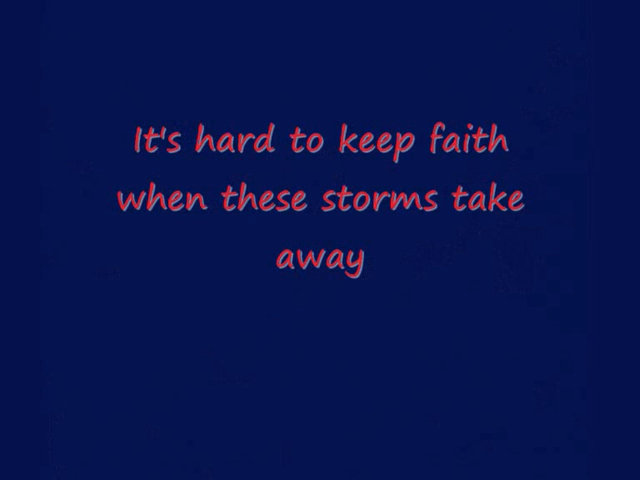 It's hard to keep faith
when these storms take
away